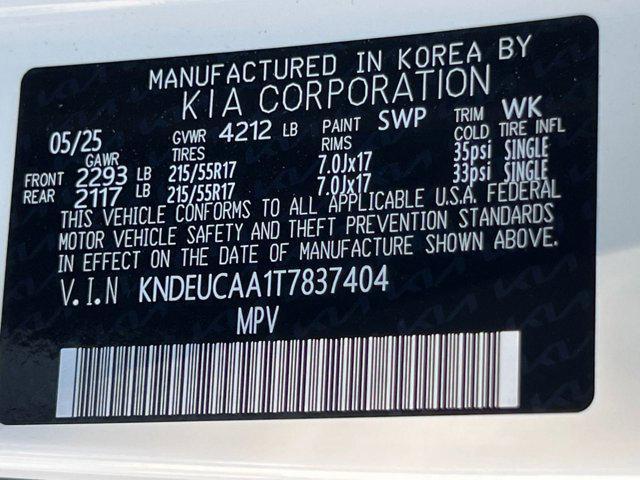 MANUFACTURED IN KOREA BY
KIA CORPORATION
05/25 GVWR 4212 LB PAINT SWP TRIM WK
GAWR TIRES RIMS COLD TIRE INFL
FRONT 2293 LB 215/55R17 7.0Jx17 35psi SINGLE
REAR 2117 LB 215/55R17 7.0Jx17 33psi SINGLE
THIS VEHICLE CONFORMS TO ALL APPLICABLE U.S.A. FEDERAL
MOTOR VEHICLE SAFETY AND THEFT PREVENTION STANDARDS
IN EFFECT ON THE DATE OF MANUFACTURE SHOWN ABOVE.
V.I.N KNDEUCAA1T7837404
MPV